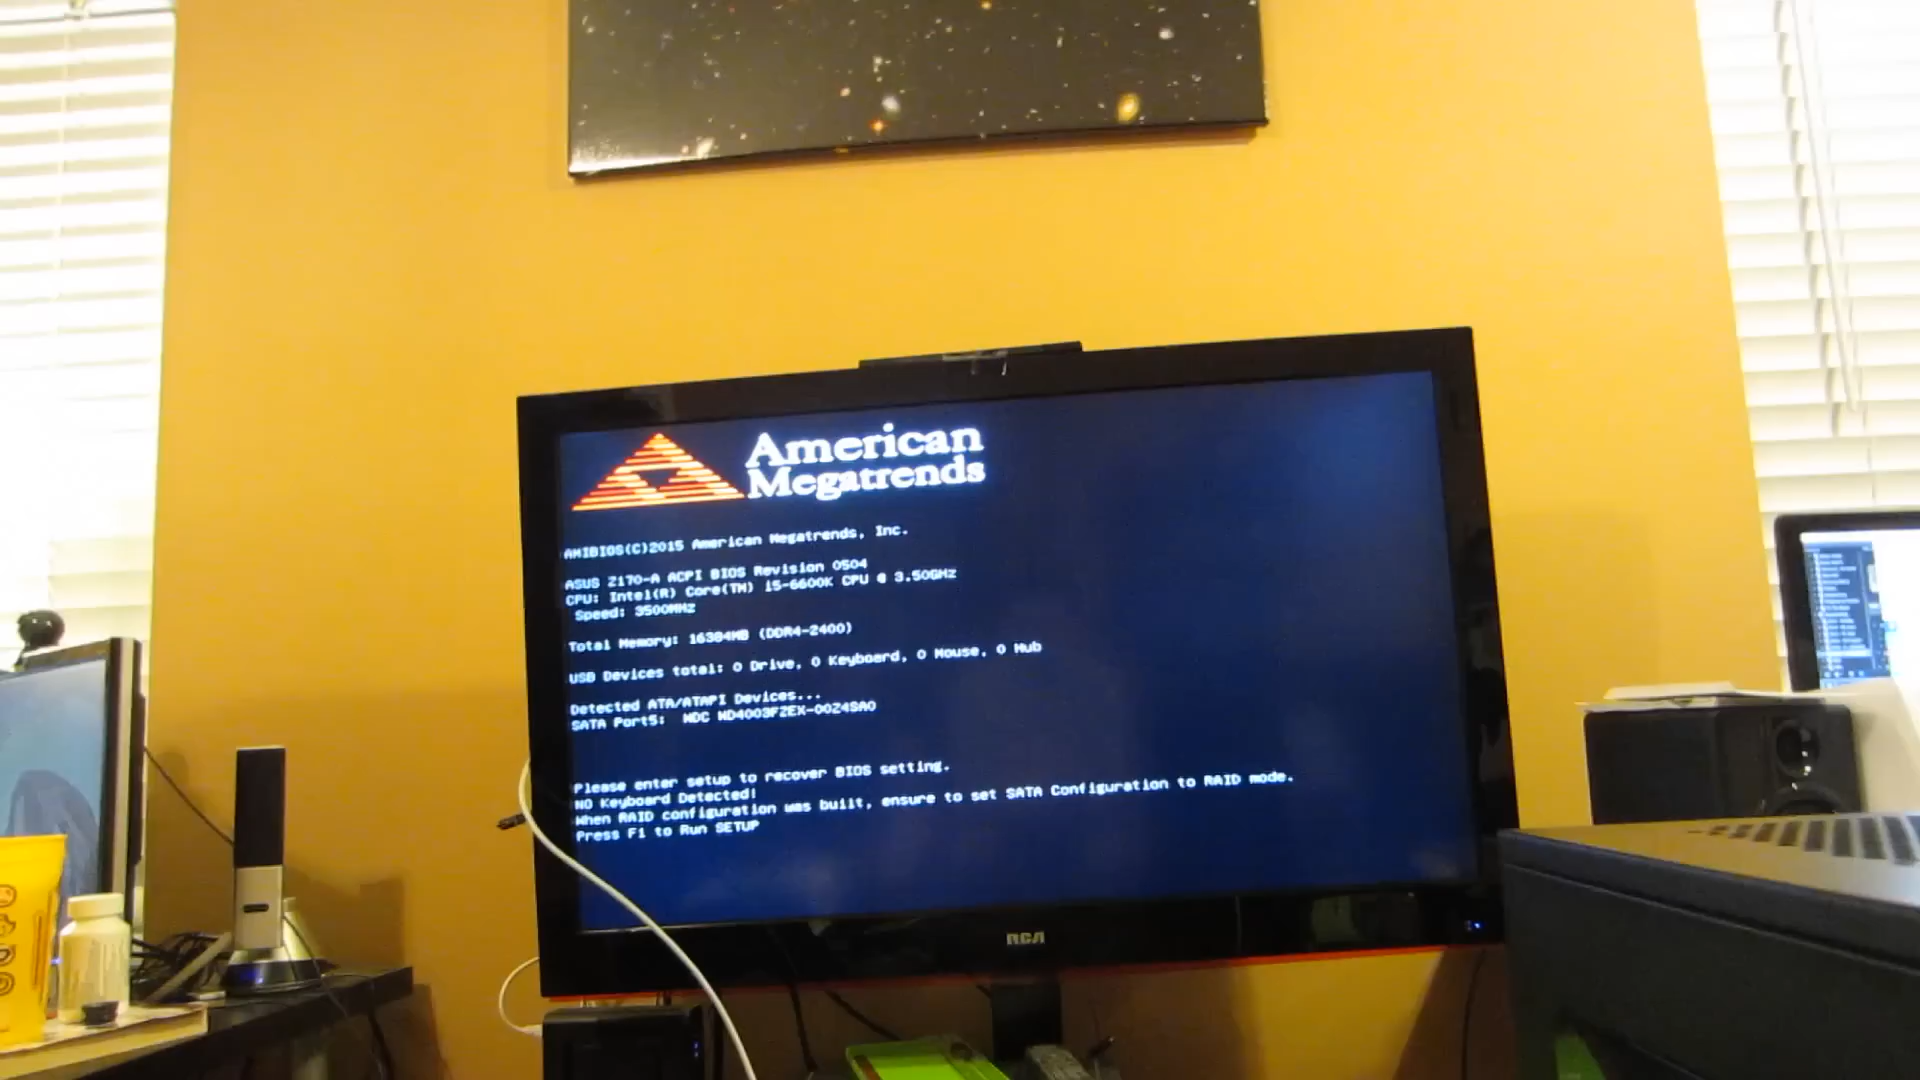 American
Megatrends
AMIBIOS(C)2015 American Megatrends, Inc.
ASUS Z170-A ACPI BIOS Revision 0504
CPU: Intel(R) Core(TM) i5-6600K CPU @ 3.50GHz
Speed: 3500MHz
Total Memory: 16384MB (DDR4-2400)
USB Devices total: 0 Drive, 0 Keyboard, 0 Mouse, 0 Hub
Detected ATA/ATAPI Devices...
SATA Port5: WDC WD4003FZEX-00Z4SA0
Please enter setup to recover BIOS setting.
NO Keyboard Detected!
When RAID configuration was built, ensure to set SATA Configuration to RAID mode.
Press F1 to Run SETUP
RCA